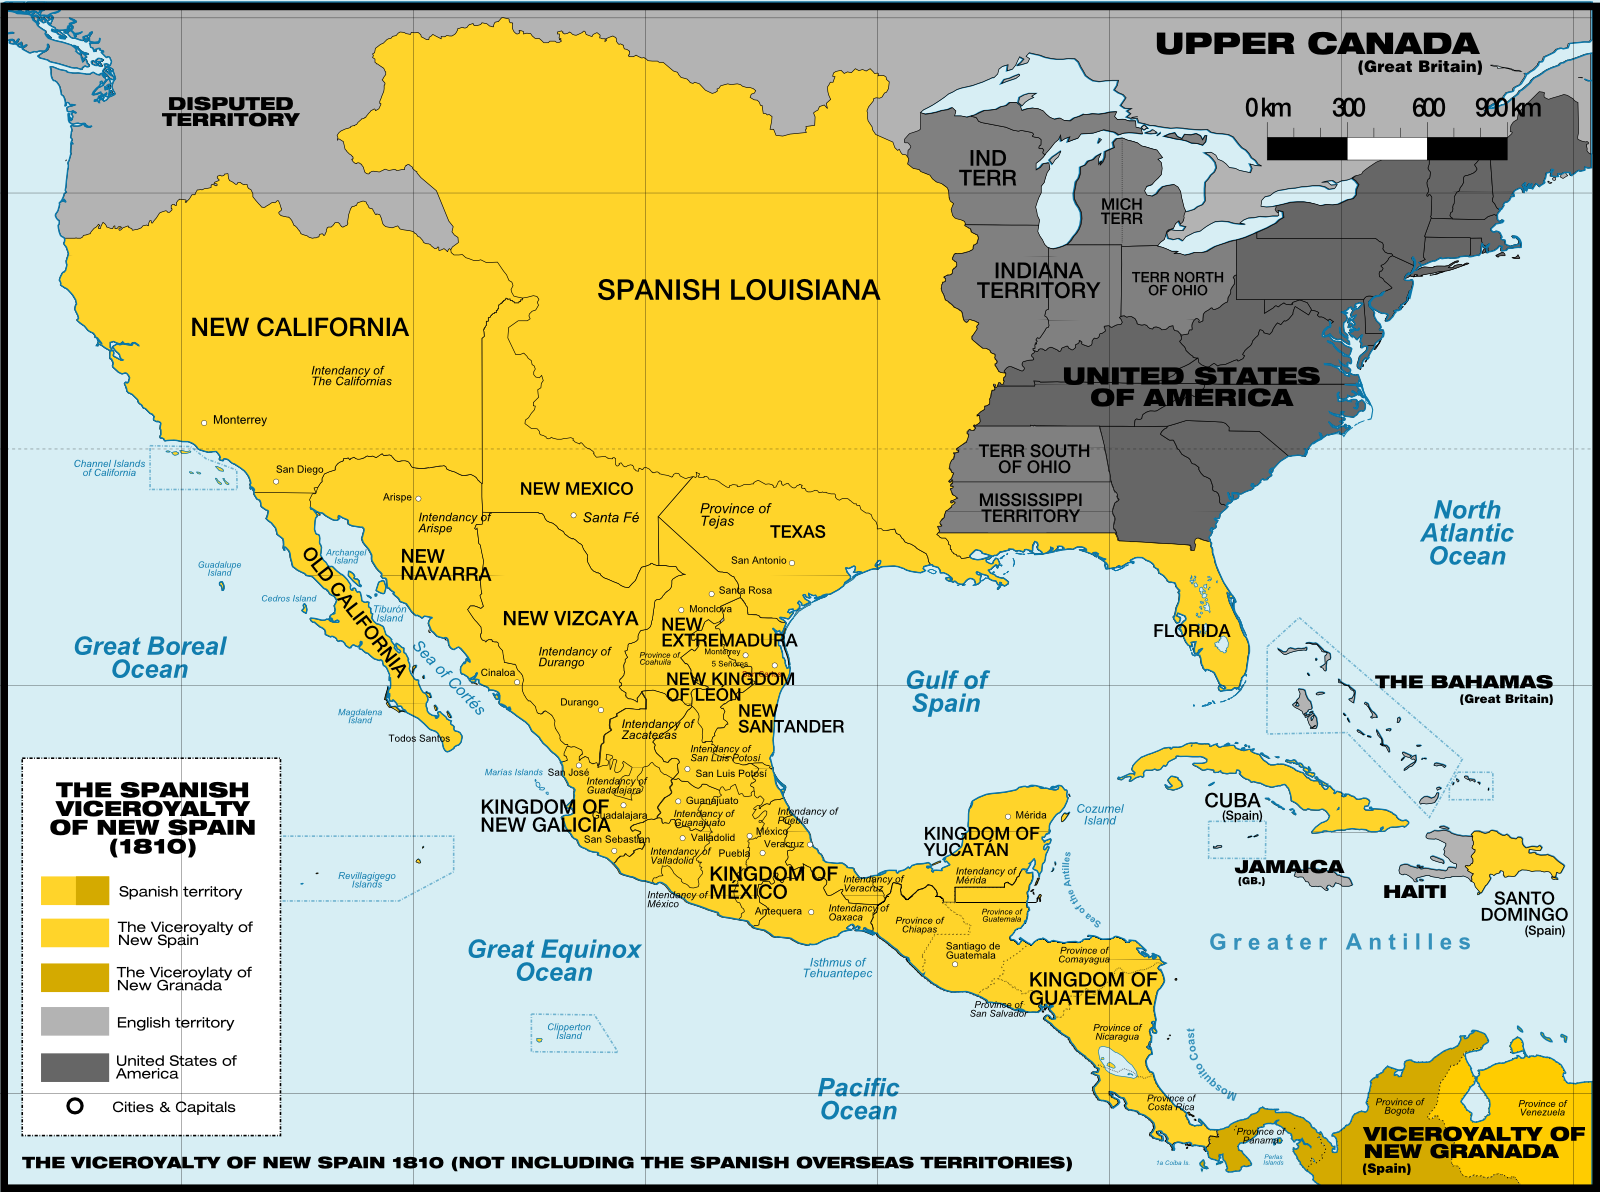 UPPER CANADA
(Great Britain)
0 km 300 600 900 km
DISPUTED
TERRITORY
IND
TERR
MICH
TERR
INDIANA
TERRITORY
TERR NORTH
OF OHIO
SPANISH LOUISIANA
NEW CALIFORNIA
Intendancy of
The Californias
Monterrey
UNITED STATES
OF AMERICA
TERR SOUTH
OF OHIO
MISSISSIPPI
TERRITORY
Channel Islands
of California
San Diego
Arispe
Intendancy of
Arispe
NEW MEXICO
Santa Fé
Province of
Tejas
TEXAS
San Antonio
North
Atlantic
Ocean
OLD CALIFORNIA
Archangel
Island
NEW
NAVARRA
Guadalupe
Island
Cedros Island
Tiburón
Island
Santa Rosa
Monclova
NEW VIZCAYA
NEW
EXTREMADURA
Intendancy of
Durango
Province of
Coahuila
Monterrey
5 Señores
San Carlos
NEW KINGDOM
OF LEON
FLORIDA
Great Boreal
Ocean
Sea of Cortés
Cinaloa
Durango
Magdalena
Island
Todos Santos
Intendancy of
Zacatecas
NEW
SANTANDER
Gulf of
Spain
THE BAHAMAS
(Great Britain)
Intendancy of
San Luis Potosí
San Luis Potosí
Marias Islands
San José
Intendancy of
Guadalajara
KINGDOM OF
NEW GALICIA
Guadalajara
Guanajuato
Intendancy of
Guanajuato
Intendancy of
Puebla
San Sebastian
Valladolid
México
Veracruz
Intendancy of
Valladolid
Puebla
KINGDOM OF
MÉXICO
Intendancy of
México
Antequera
Intendancy of
Veracruz
Intendancy of
Oaxaca
Mérida
KINGDOM OF
YUCATÁN
Intendancy of
Mérida
Cozumel
Island
CUBA
(Spain)
JAMAICA
(GB.)
HAITI
SANTO
DOMINGO
(Spain)
Sea of the Antilles
Greater Antilles
Province of
Guatemala
Province of
Chiapas
Santiago de
Guatemala
Province of
Comayagua
KINGDOM OF
GUATEMALA
Province of
San Salvador
Province of
Nicaragua
Isthmus of
Tehuantepec
Great Equinox
Ocean
Revillagigego
Islands
Clipperton
Island
Pacific
Ocean
Mosquito Coast
Province of
Costa Rica
Province of
Panamp
1a Coiba Is.
Perlas
Islands
Province of
Bogota
Province of
Venezuela
VICEROYALTY OF
NEW GRANADA
(Spain)
THE SPANISH
VICEROYALTY
OF NEW SPAIN
(1810)
Spanish territory
The Viceroyalty of
New Spain
The Viceroylaty of
New Granada
English territory
United States of
America
Cities & Capitals
THE VICEROYALTY OF NEW SPAIN 1810 (NOT INCLUDING THE SPANISH OVERSEAS TERRITORIES)